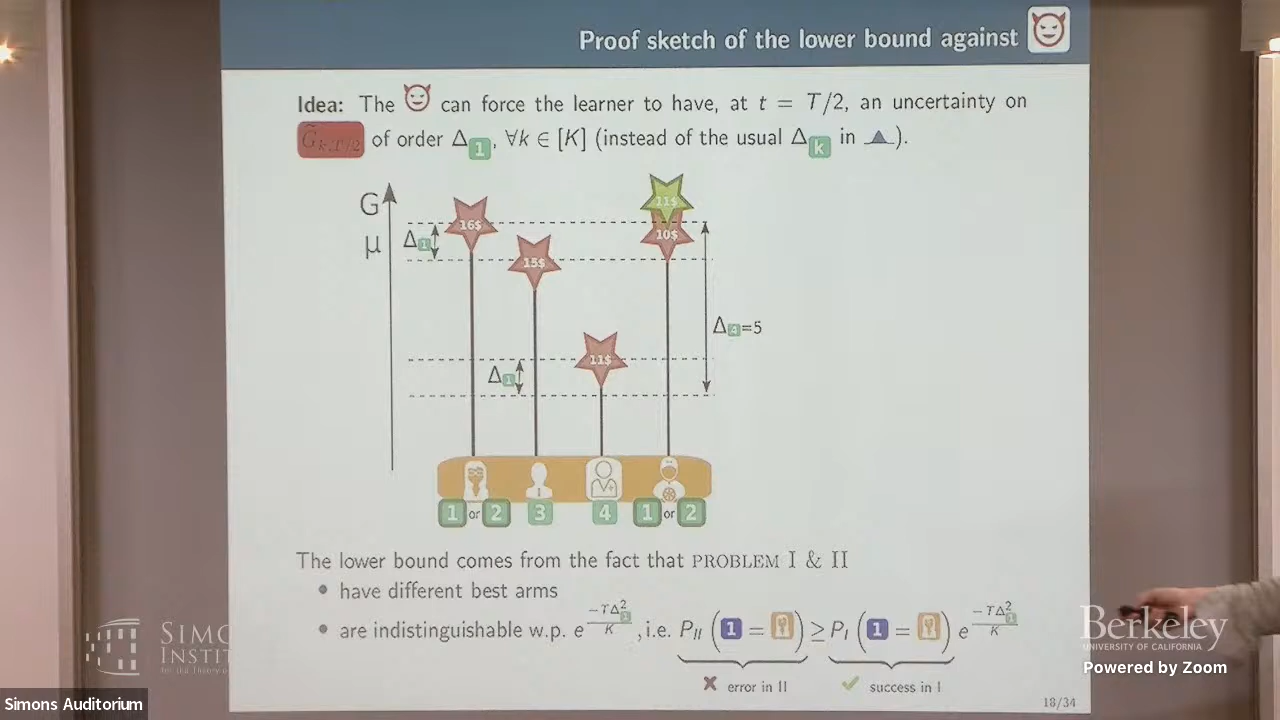 Proof sketch of the lower bound against
Idea: The can force the learner to have, at t = T/2, an uncertainty on
G̃k,T/2 of order Δ1, ∀k ∈ [K] (instead of the usual Δk in ).
G
μ
Δ1
16$
15$
11$
10$
11$
Δ4=5
Δ1
1 or 2 3 4 1 or 2
The lower bound comes from the fact that PROBLEM I & II
• have different best arms
• are indistinguishable w.p. e^(-TΔ1²/K), i.e. PII (1 = ) ≥ PI (1 = ) e^(-TΔ1²/K)
✗ error in II ✓ success in I
18/34
Berkeley
UNIVERSITY OF CALIFORNIA
Powered by Zoom
Simons Auditorium